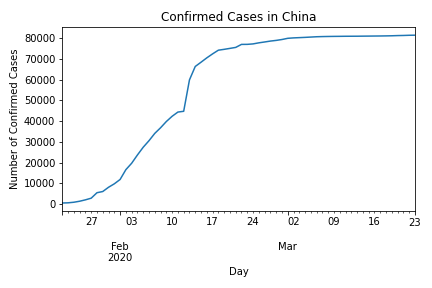 Confirmed Cases in China
Number of Confirmed Cases
80000
70000
60000
50000
40000
30000
20000
10000
0
27 03 10 17 24 02 09 16 23
Feb Mar
2020
Day